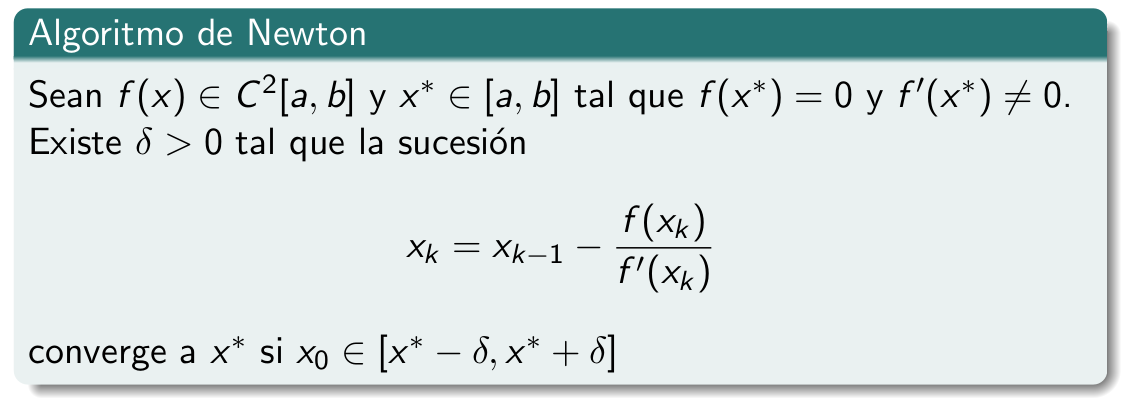 Algoritmo de Newton
Sean $f(x) \in C^2[a, b]$ y $x^* \in [a, b]$ tal que $f(x^*) = 0$ y $f'(x^*) \neq 0$.
Existe $\delta > 0$ tal que la sucesión
$x_k = x_{k-1} - \frac{f(x_k)}{f'(x_k)}$
converge a $x^*$ si $x_0 \in [x^* - \delta, x^* + \delta]$